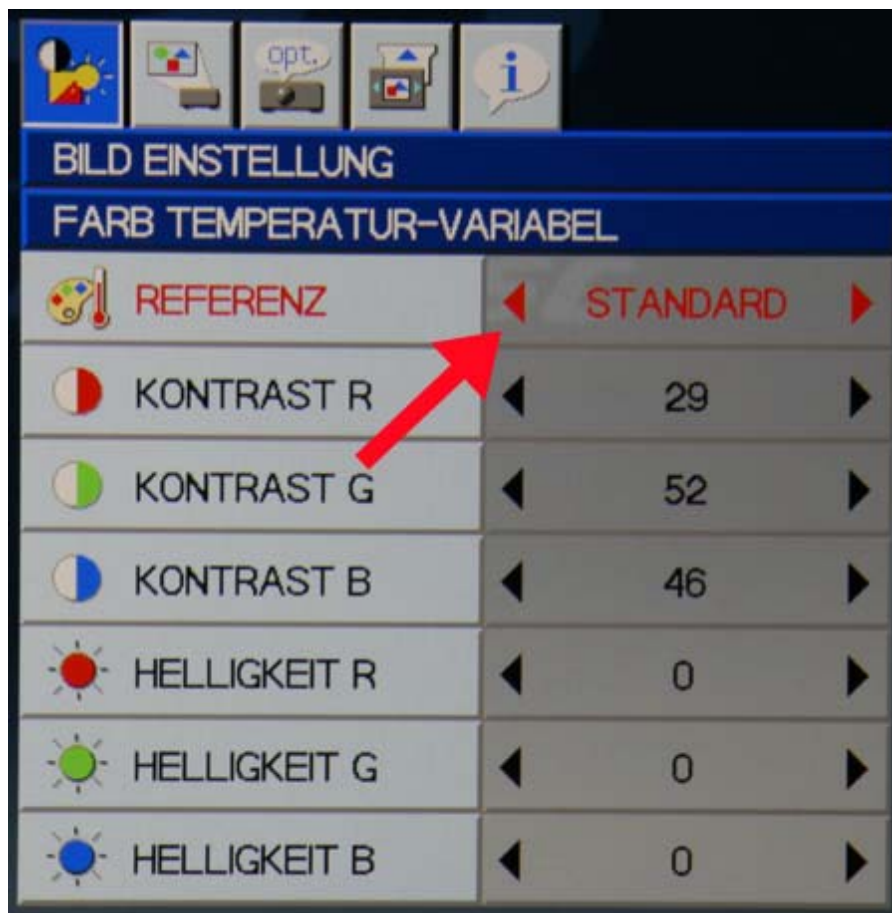 opt.
i
BILD EINSTELLUNG
FARB TEMPERATUR-VARIABEL
REFERENZ STANDARD
KONTRAST R 29
KONTRAST G 52
KONTRAST B 46
HELLIGKEIT R 0
HELLIGKEIT G 0
HELLIGKEIT B 0